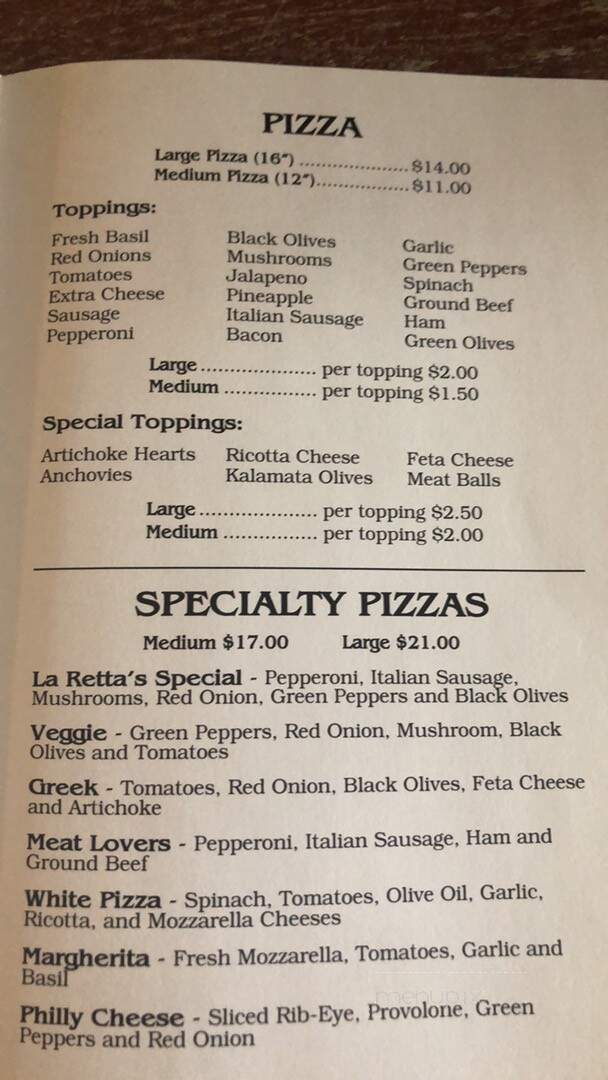 PIZZA
Large Pizza (16″) .................... $14.00
Medium Pizza (12″)................. $11.00
Toppings:
Fresh Basil Black Olives Garlic
Red Onions Mushrooms Green Peppers
Tomatoes Jalapeno Spinach
Extra Cheese Pineapple Ground Beef
Sausage Italian Sausage Ham
Pepperoni Bacon Green Olives
Large ..................... per topping $2.00
Medium ................. per topping $1.50
Special Toppings:
Artichoke Hearts Ricotta Cheese Feta Cheese
Anchovies Kalamata Olives Meat Balls
Large ..................... per topping $2.50
Medium ................. per topping $2.00
SPECIALTY PIZZAS
Medium $17.00 Large $21.00
La Retta's Special - Pepperoni, Italian Sausage,
Mushrooms, Red Onion, Green Peppers and Black Olives
Veggie - Green Peppers, Red Onion, Mushroom, Black
Olives and Tomatoes
Greek - Tomatoes, Red Onion, Black Olives, Feta Cheese
and Artichoke
Meat Lovers - Pepperoni, Italian Sausage, Ham and
Ground Beef
White Pizza - Spinach, Tomatoes, Olive Oil, Garlic,
Ricotta, and Mozzarella Cheeses
Margherita - Fresh Mozzarella, Tomatoes, Garlic and
Basil
Philly Cheese - Sliced Rib-Eye, Provolone, Green
Peppers and Red Onion